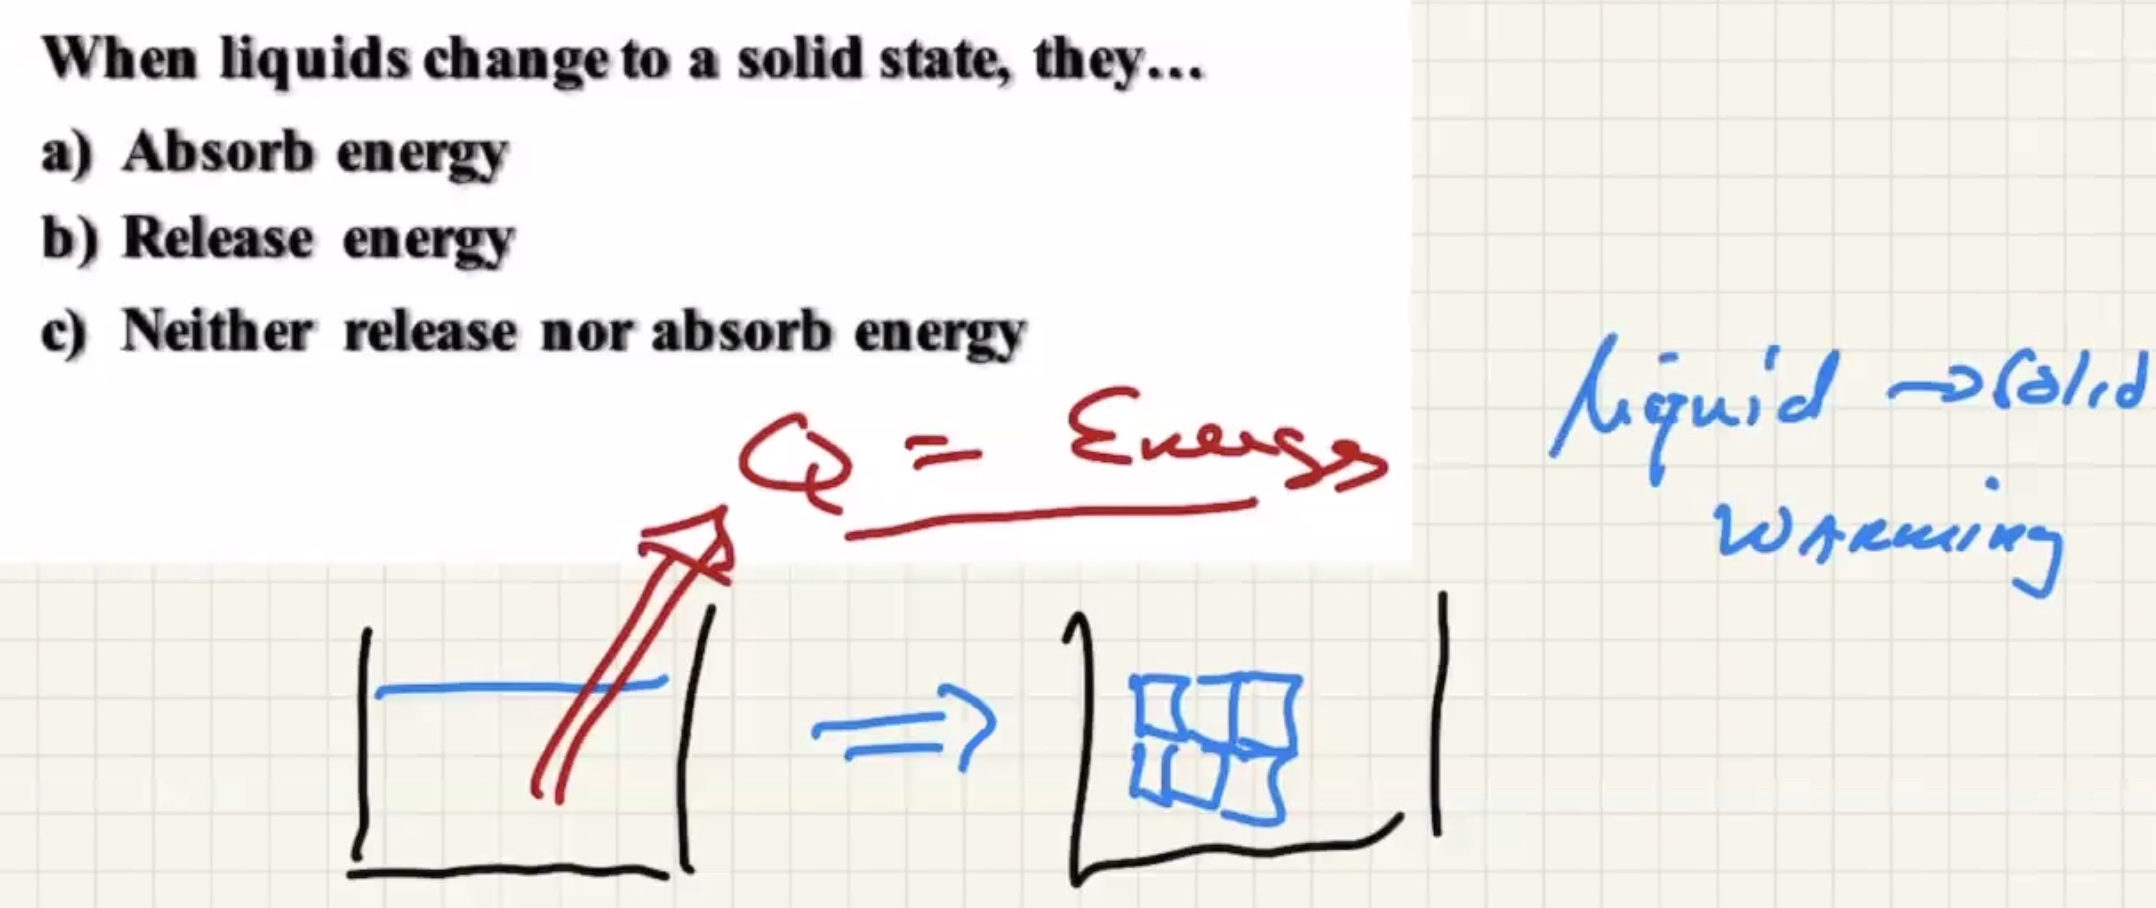 When liquids change to a solid state, they...
a) Absorb energy
b) Release energy
c) Neither release nor absorb energy
Q = Energy
Liquid → Solid
WARMING